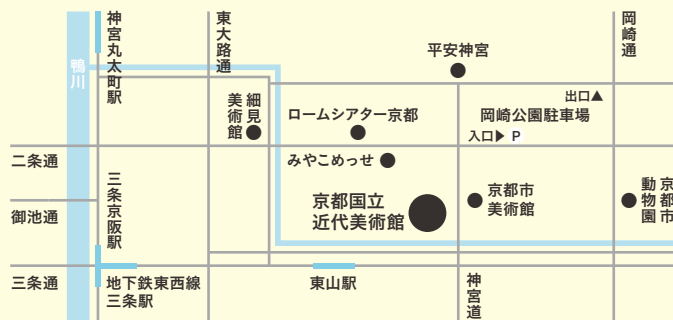 神宮丸太町駅
東大路通
岡崎通
鴨川
平安神宮
出口▲
細見
美術館
ロームシアター京都
岡崎公園駐車場
入口▶ P
二条通
みやこめっせ
三条京阪駅
京都国立
近代美術館
京都市
美術館
京都市
動物園
御池通
三条通
地下鉄東西線
三条駅
東山駅
神宮道